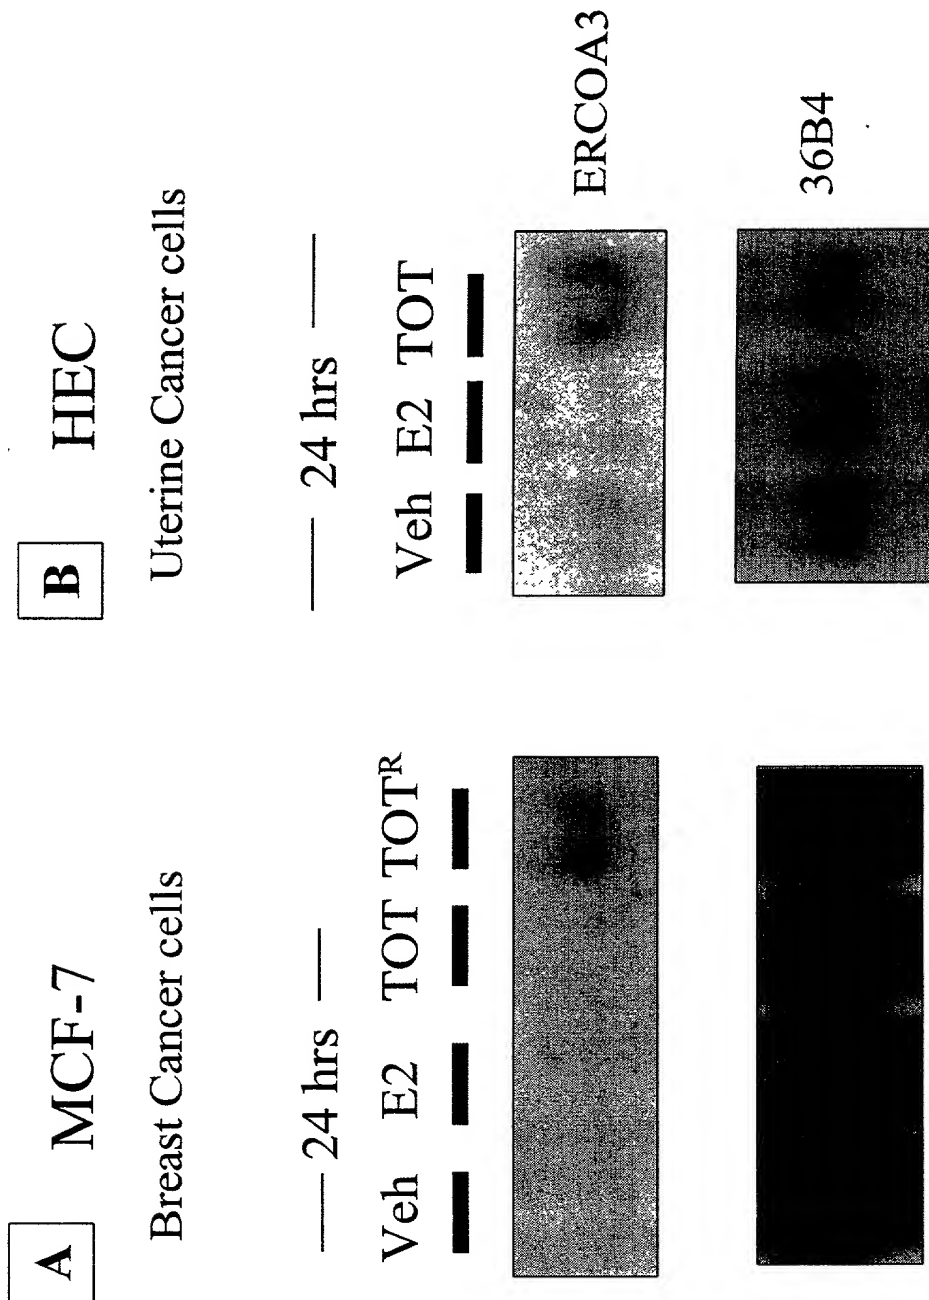 A
MCF-7
Breast Cancer cells
24 hrs
Veh E2 TOT TOTᴿ
B
HEC
Uterine Cancer cells
24 hrs
Veh E2 TOT
ERCOA3
36B4